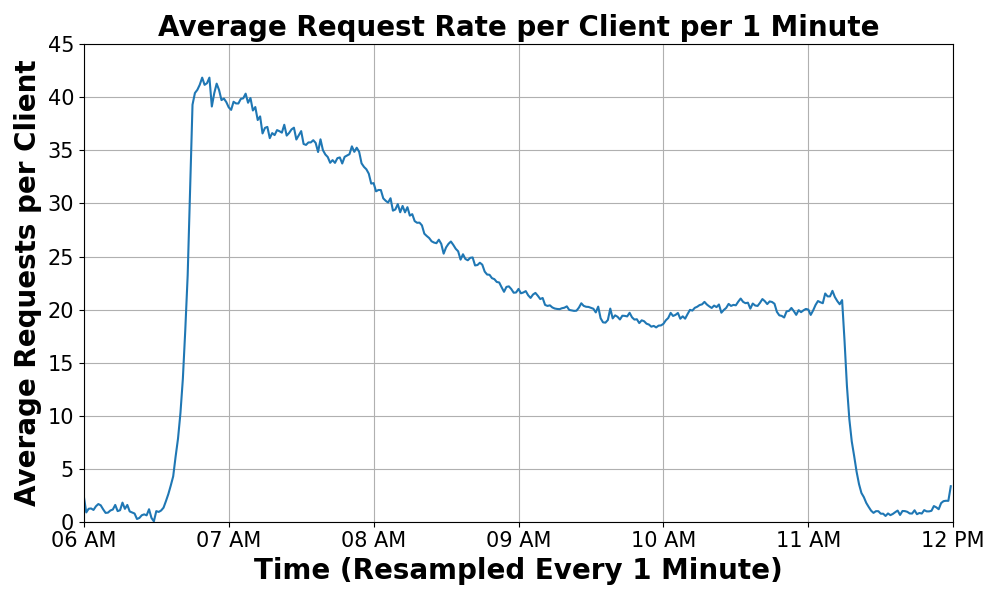 Average Request Rate per Client per 1 Minute
Average Requests per Client
45
40
35
30
25
20
15
10
5
0
06 AM 07 AM 08 AM 09 AM 10 AM 11 AM 12 PM
Time (Resampled Every 1 Minute)